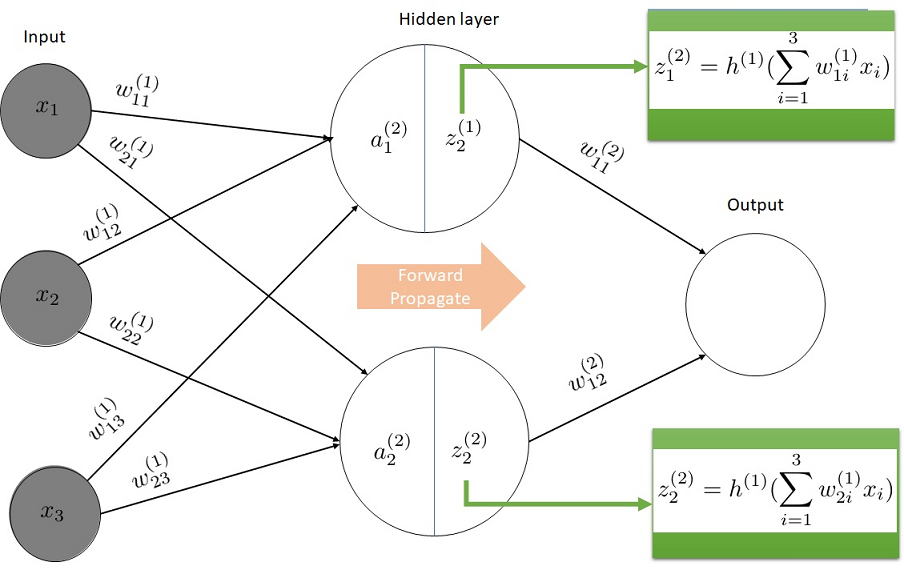 Hidden layer
Input
z_1^{(2)} = h^{(1)}(\sum_{i=1}^{3} w_{1i}^{(1)} x_i)
x_1
w_{11}^{(1)}
a_1^{(2)}
z_2^{(1)}
w_{21}^{(1)}
w_{11}^{(2)}
Output
w_{12}^{(1)}
Forward
Propagate
x_2
w_{22}^{(1)}
w_{12}^{(2)}
w_{13}^{(1)}
a_2^{(2)}
z_2^{(2)}
w_{23}^{(1)}
z_2^{(2)} = h^{(1)}(\sum_{i=1}^{3} w_{2i}^{(1)} x_i)
x_3